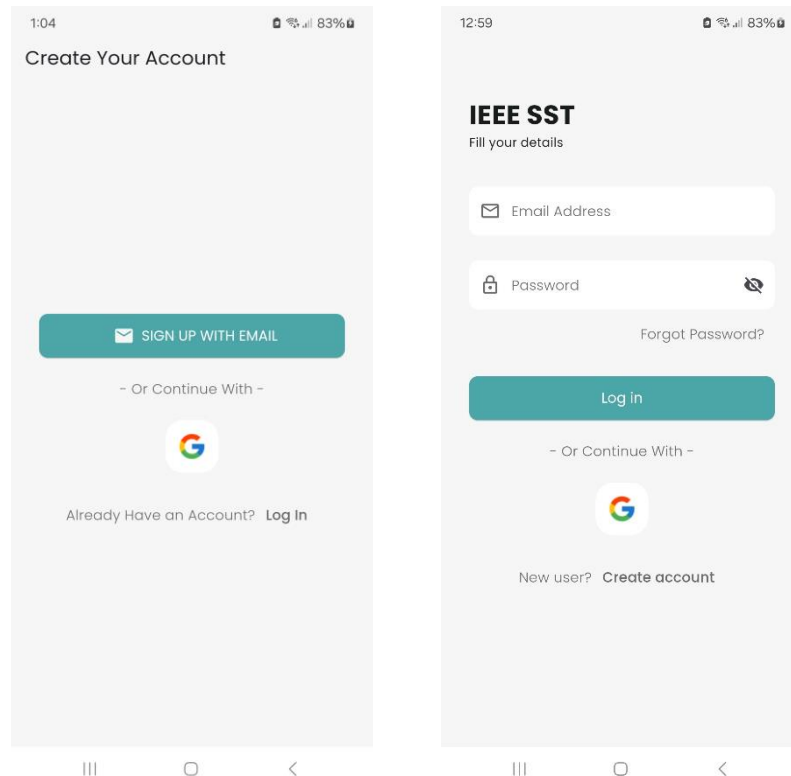 1:04 83%
Create Your Account
SIGN UP WITH EMAIL
- Or Continue With -
G
Already Have an Account? Log In
12:59 83%
IEEE SST
Fill your details
Email Address
Password
Forgot Password?
Log in
- Or Continue With -
G
New user? Create account